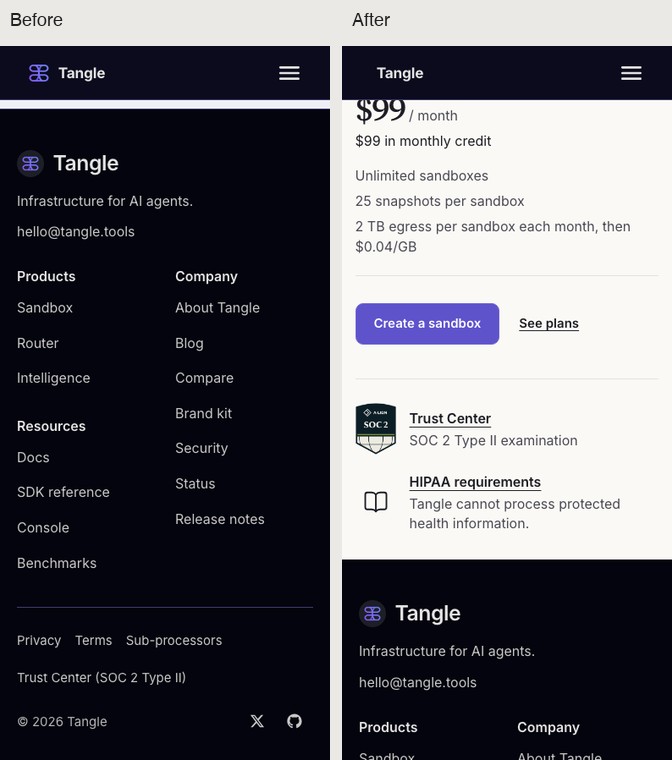 Before
Tangle
Tangle
Infrastructure for AI agents.
hello@tangle.tools
Products
Sandbox
Router
Intelligence
Resources
Docs
SDK reference
Console
Benchmarks
Company
About Tangle
Blog
Compare
Brand kit
Security
Status
Release notes
Privacy Terms Sub-processors
Trust Center (SOC 2 Type II)
© 2026 Tangle
After
Tangle
$99 / month
$99 in monthly credit
Unlimited sandboxes
25 snapshots per sandbox
2 TB egress per sandbox each month, then
$0.04/GB
Create a sandbox See plans
SOC 2
Trust Center
SOC 2 Type II examination
HIPAA requirements
Tangle cannot process protected
health information.
Tangle
Infrastructure for AI agents.
hello@tangle.tools
Products
Sandbox
Company
About Tangle